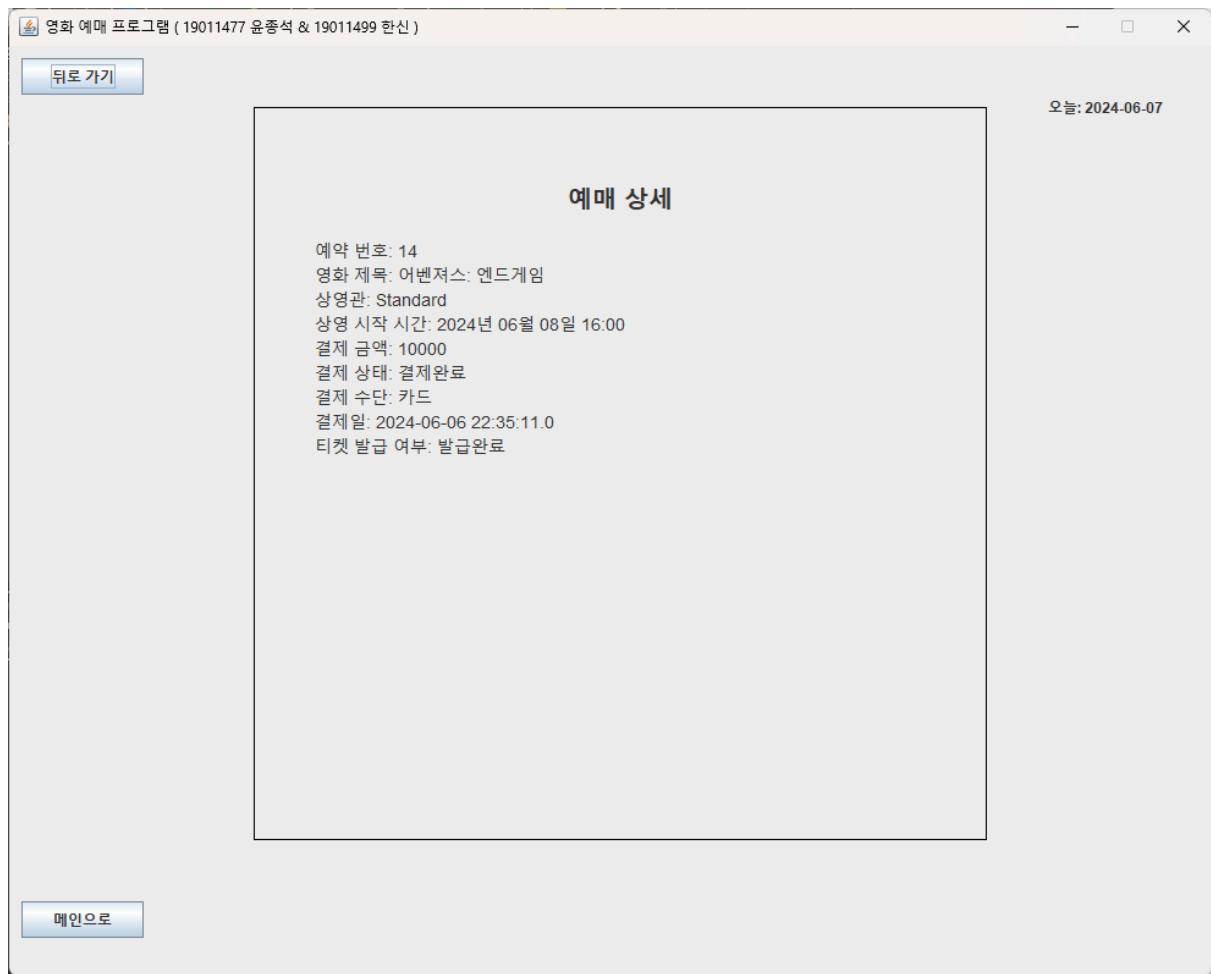 영화 예매 프로그램 ( 19011477 윤종석 & 19011499 한신 )
뒤로 가기
오늘: 2024-06-07
예매 상세
예약 번호: 14
영화 제목: 어벤져스: 엔드게임
상영관: Standard
상영 시작 시간: 2024년 06월 08일 16:00
결제 금액: 10000
결제 상태: 결제완료
결제 수단: 카드
결제일: 2024-06-06 22:35:11.0
티켓 발급 여부: 발급완료
메인으로